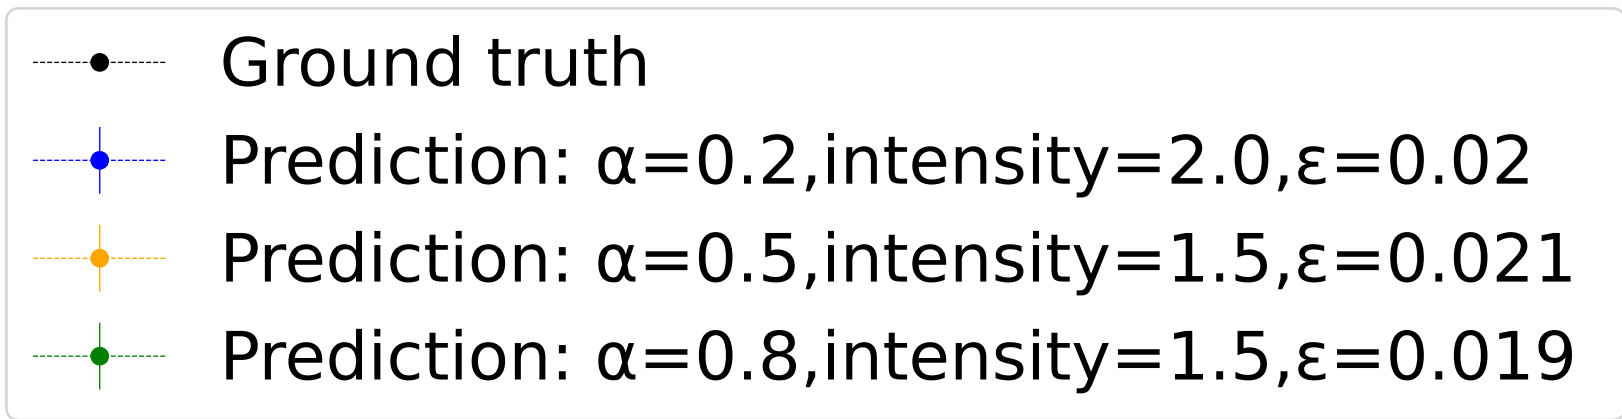 Ground truth
Prediction: α=0.2,intensity=2.0,ε=0.02
Prediction: α=0.5,intensity=1.5,ε=0.021
Prediction: α=0.8,intensity=1.5,ε=0.019